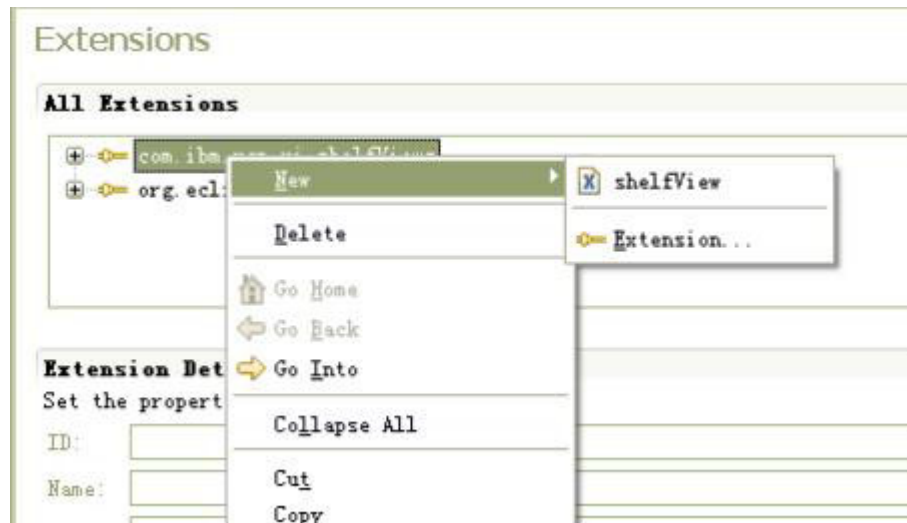 Extensions
All Extensions
com.ibm
org.ecl
New
shelfView
Delete
Extension...
Go Home
Go Back
Go Into
Extension Det
Set the propert
Collapse All
ID:
Cut
Name:
Copy